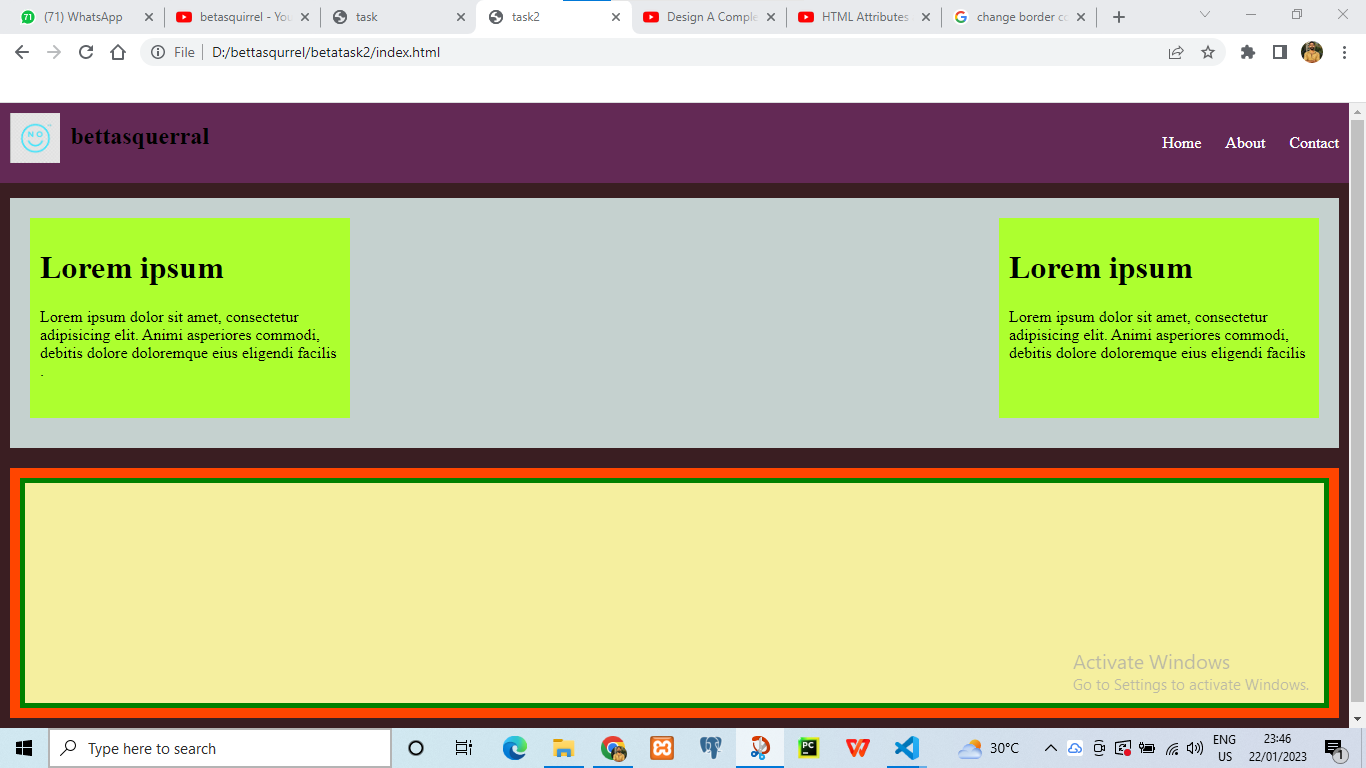 71 (71) WhatsApp
betasquirrel - You
task
task2
Design A Comple
HTML Attributes
change border co
File D:/bettasqurrel/betatask2/index.html
NO
bettasquerral
Home About Contact
Lorem ipsum
Lorem ipsum dolor sit amet, consectetur
adipisicing elit. Animi asperiores commodi,
debitis dolore doloremque eius eligendi facilis
.
Lorem ipsum
Lorem ipsum dolor sit amet, consectetur
adipisicing elit. Animi asperiores commodi,
debitis dolore doloremque eius eligendi facilis
Activate Windows
Go to Settings to activate Windows.
Type here to search
PC
30°C
ENG
US
23:46
22/01/2023
1